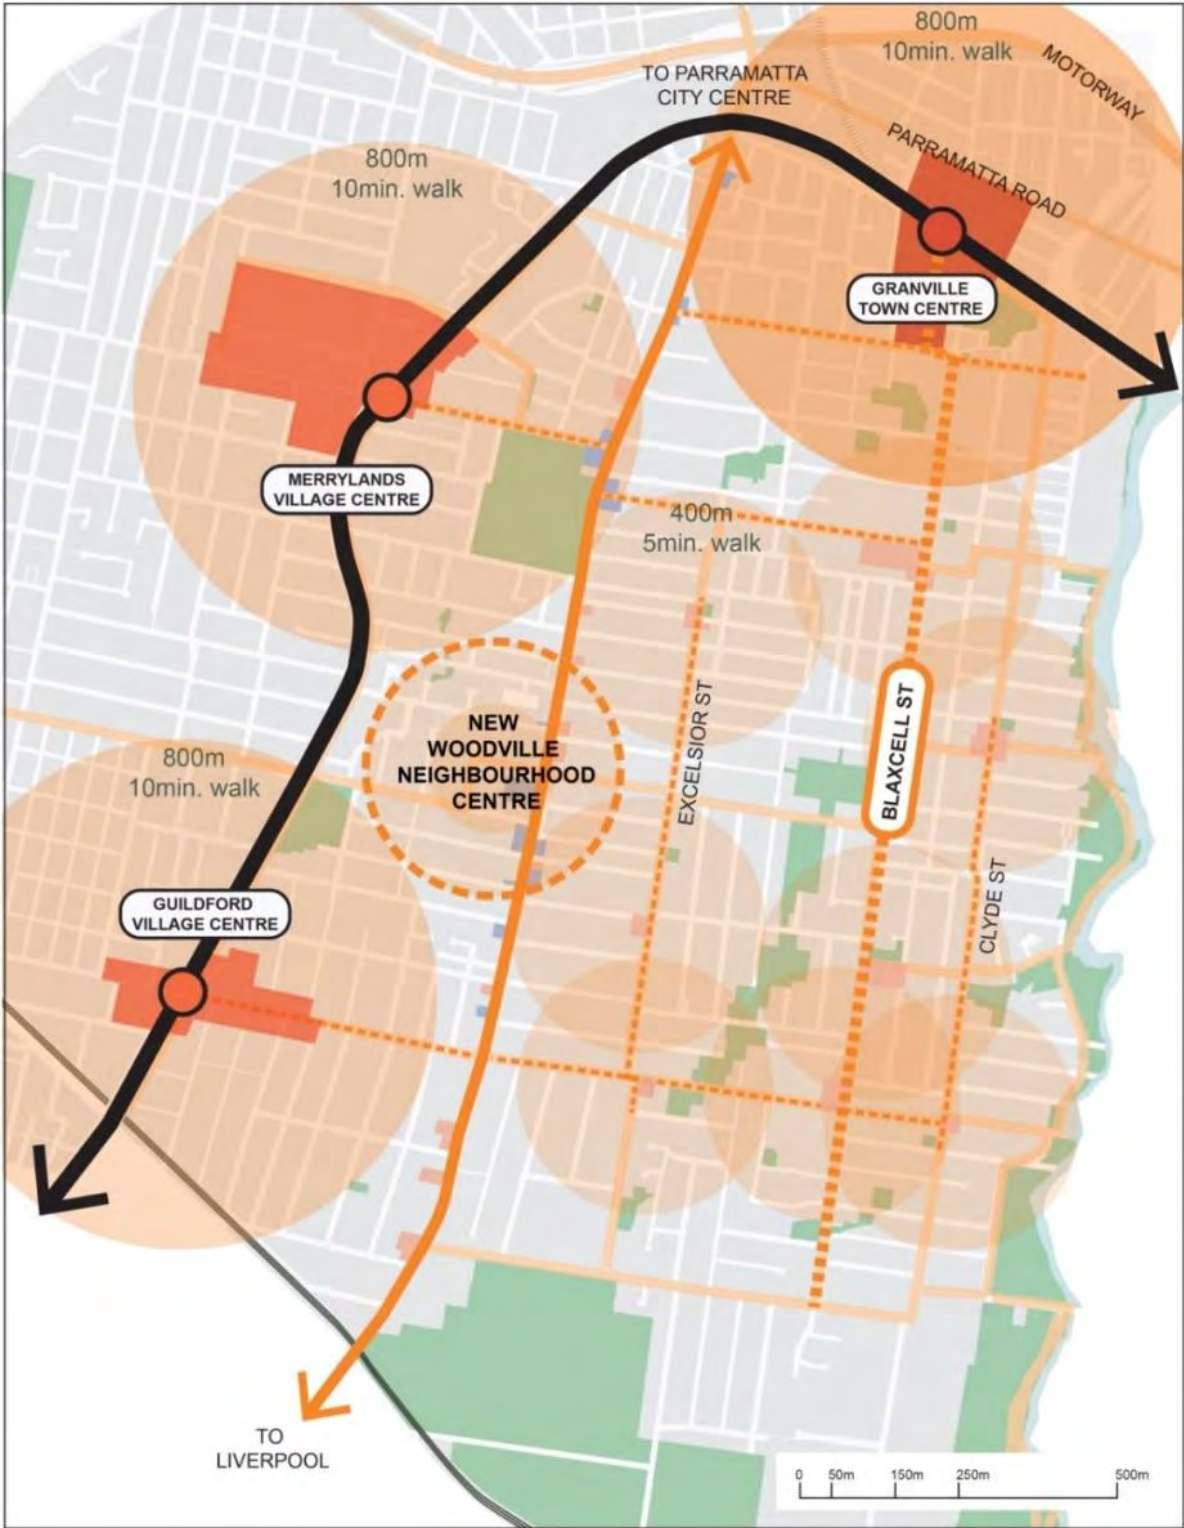 800m
10min. walk
MOTORWAY
TO PARRAMATTA
CITY CENTRE
PARRAMATTA ROAD
800m
10min. walk
GRANVILLE
TOWN CENTRE
MERRYLANDS
VILLAGE CENTRE
400m
5min. walk
EXCELSIOR ST
BLAXCELL ST
NEW
WOODVILLE
NEIGHBOURHOOD
CENTRE
800m
10min. walk
CLYDE ST
GUILDFORD
VILLAGE CENTRE
TO
LIVERPOOL
0 50m 150m 250m 500m